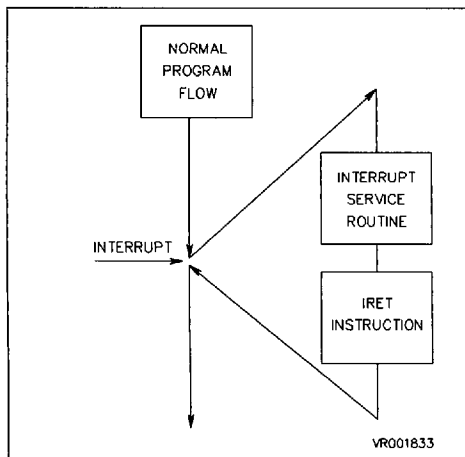 NORMAL
PROGRAM
FLOW
INTERRUPT
SERVICE
ROUTINE
INTERRUPT
IRET
INSTRUCTION
VR001833